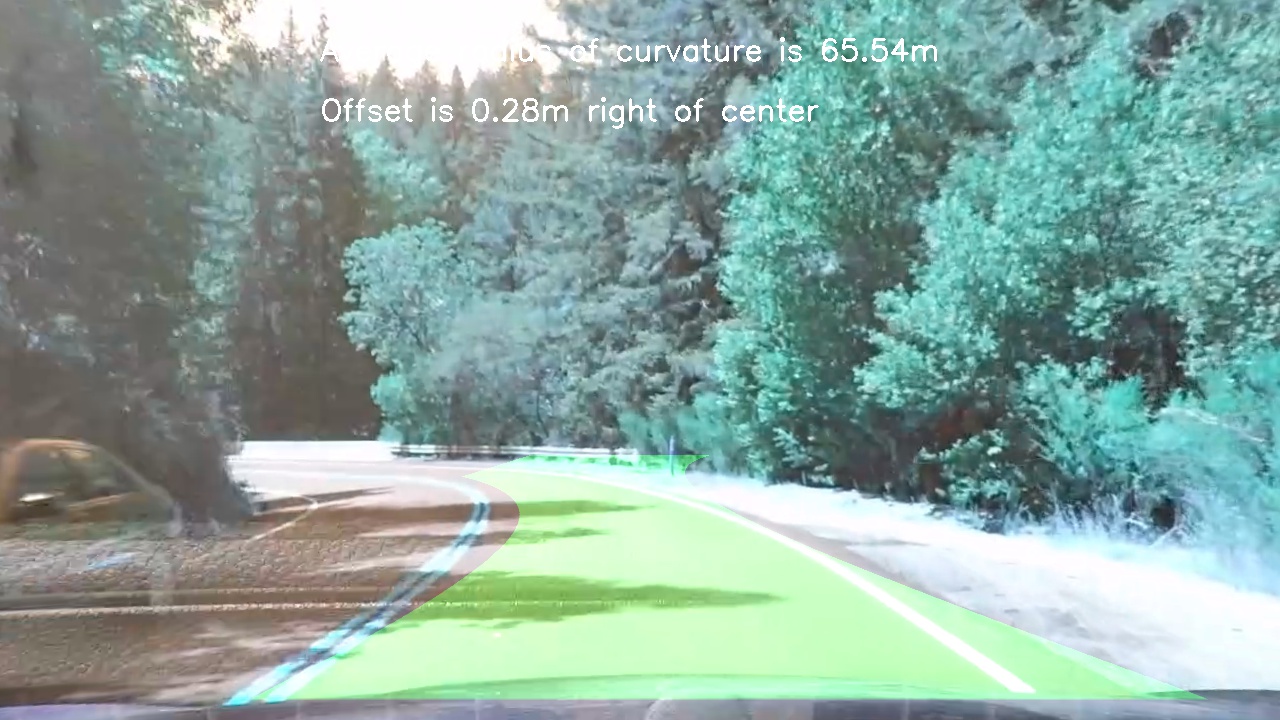 of curvature is 65.54m
Offset is 0.28m right of center